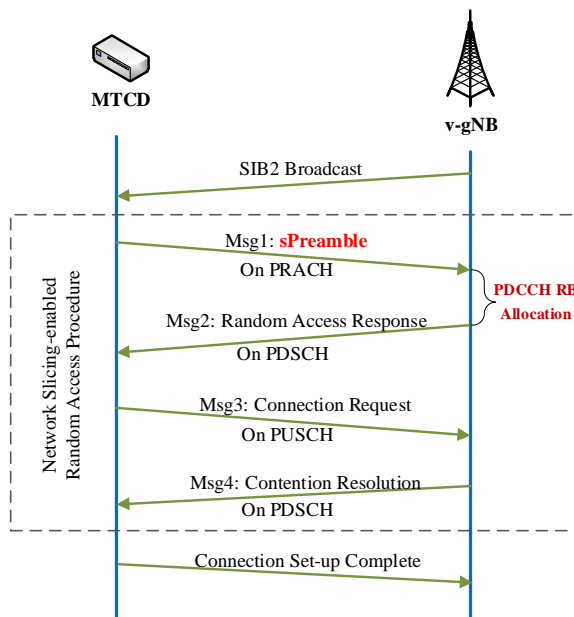 MTCD
v-gNB
SIB2 Broadcast
Msg1: sPreamble
On PRACH
PDCCH RB
Allocation
Msg2: Random Access Response
On PDSCH
Network Slicing-enabled
Random Access Procedure
Msg3: Connection Request
On PUSCH
Msg4: Contention Resolution
On PDSCH
Connection Set-up Complete